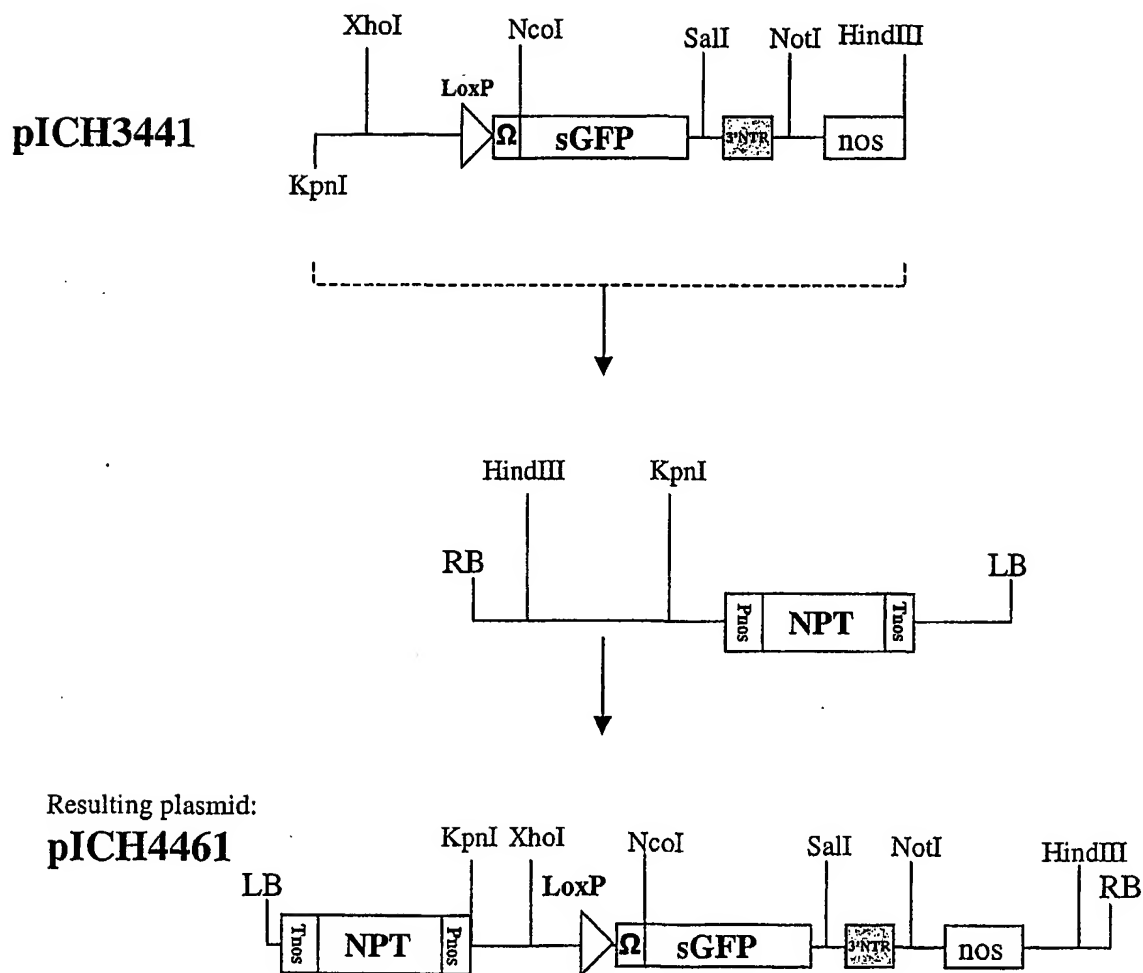 XhoI NcoI SalI NotI HindIII
LoxP
pICH3441
Ω sGFP 3'NTR nos
KpnI
HindIII KpnI
RB LB
Pnos NPT Tnos
Resulting plasmid:
pICH4461
KpnI XhoI NcoI SalI NotI HindIII
LB LoxP RB
Tnos NPT Pnos Ω sGFP 3'NTR nos